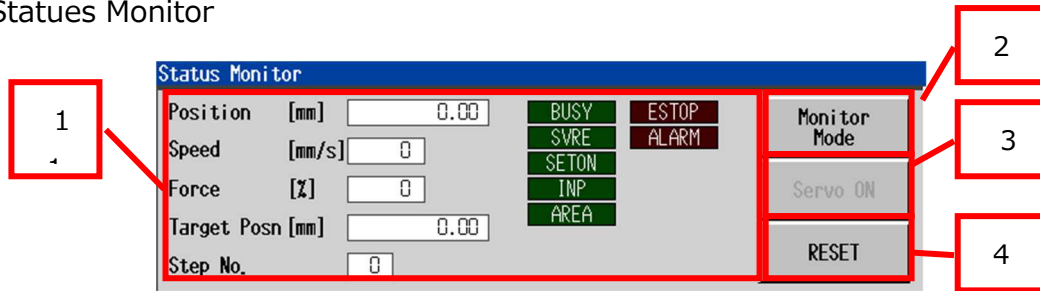 Statues Monitor
2
Status Monitor
1
Position [mm] 0.00 BUSY ESTOP Monitor Mode
Speed [mm/s] 0 SVRE ALARM
SETON
3
Force [%] 0 INP Servo ON
AREA
Target Posn [mm] 0.00
Step No. 0 RESET
4